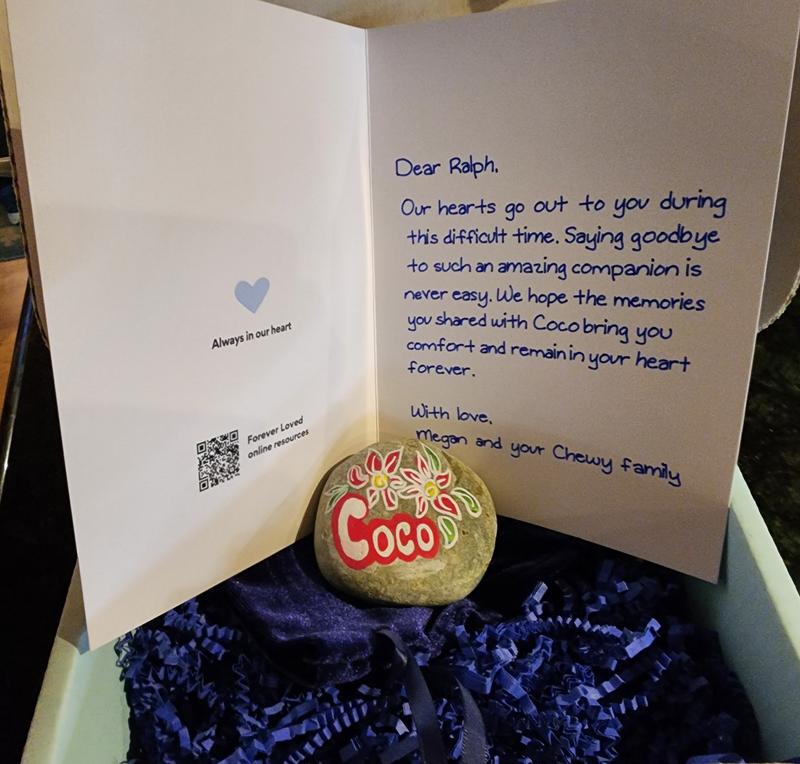 Always in our heart
Forever Loved
online resources
Dear Ralph,
Our hearts go out to you during
this difficult time. Saying goodbye
to such an amazing companion is
never easy. We hope the memories
you shared with Coco bring you
comfort and remain in your heart
forever.
With love,
Megan and your Chewy family
Coco